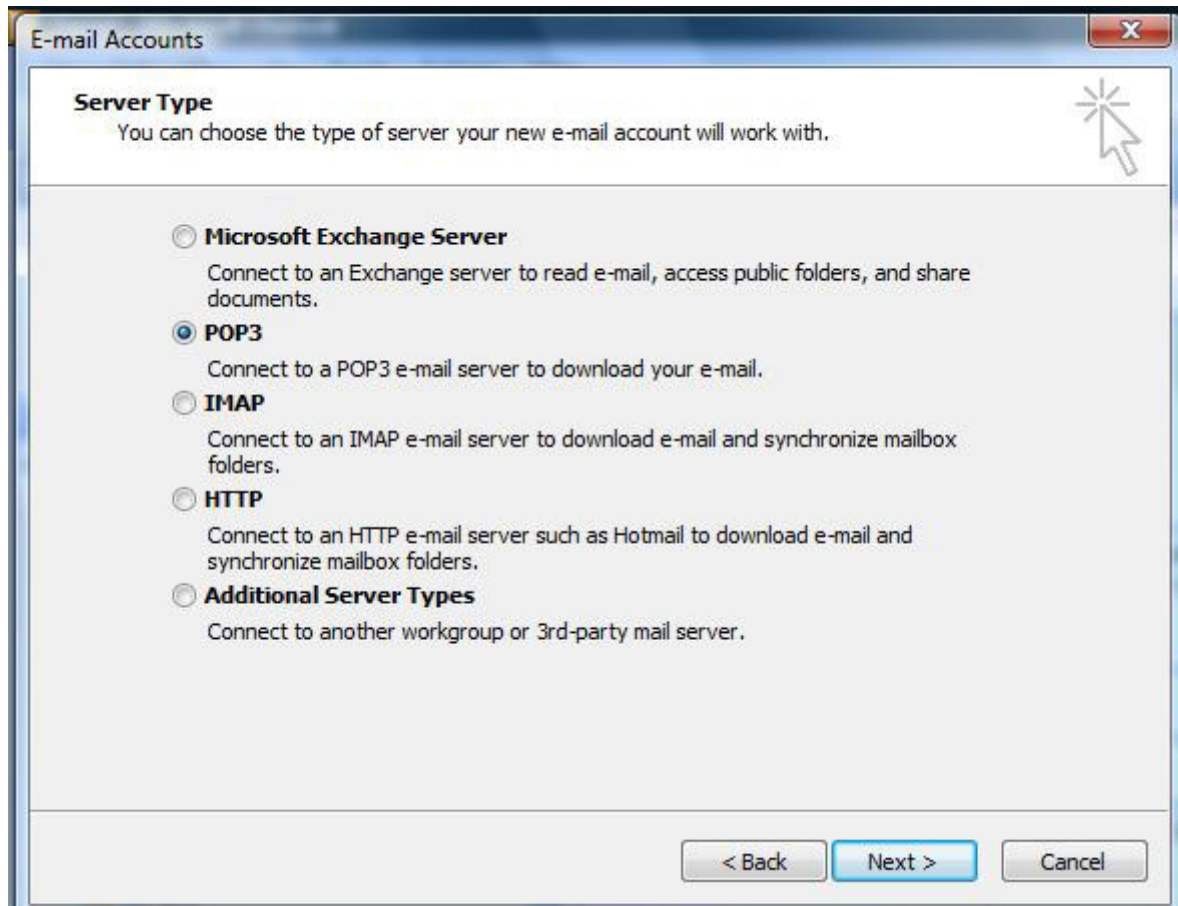 E-mail Accounts
Server Type
You can choose the type of server your new e-mail account will work with.
Microsoft Exchange Server
Connect to an Exchange server to read e-mail, access public folders, and share
documents.
POP3
Connect to a POP3 e-mail server to download your e-mail.
IMAP
Connect to an IMAP e-mail server to download e-mail and synchronize mailbox
folders.
HTTP
Connect to an HTTP e-mail server such as Hotmail to download e-mail and
synchronize mailbox folders.
Additional Server Types
Connect to another workgroup or 3rd-party mail server.
< Back Next > Cancel